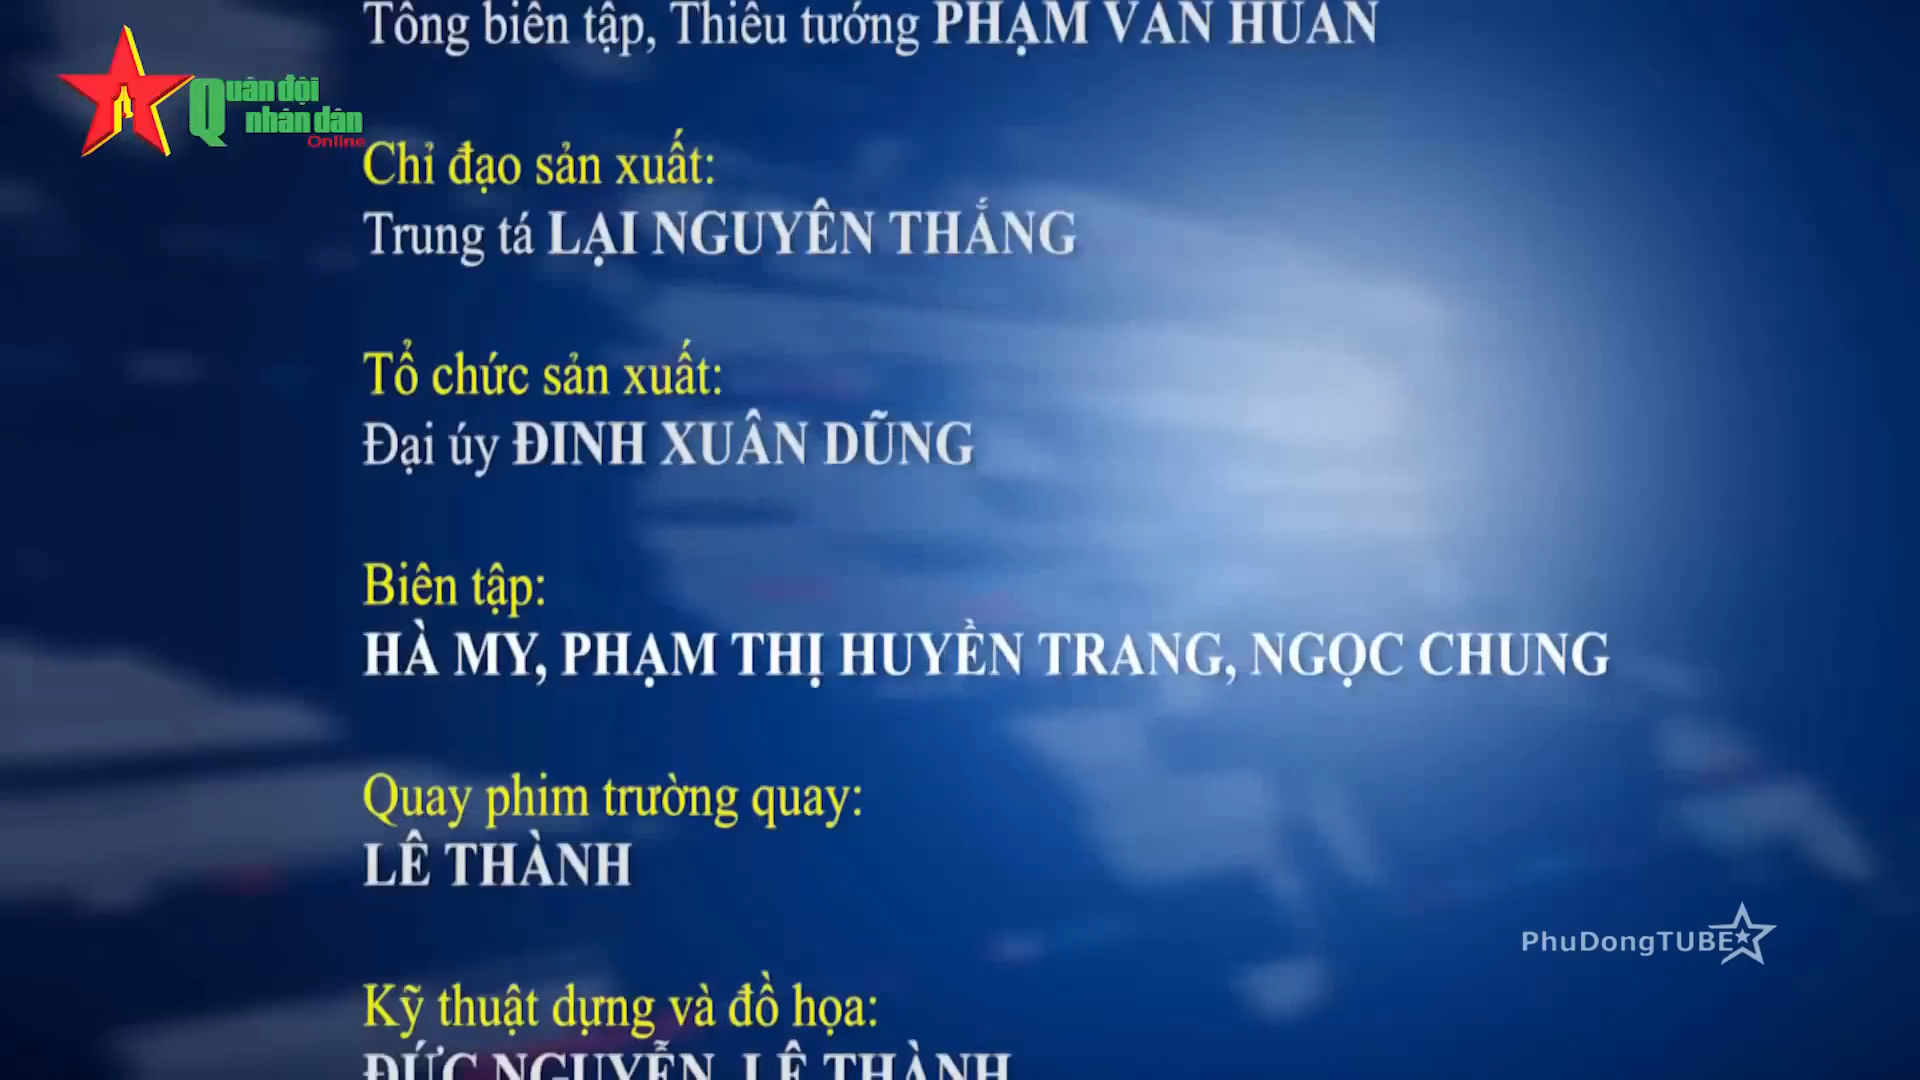 Tổng biên tập, Thiếu tướng PHẠM VĂN HUẤN
Quân đội
nhân dân
Online
Chỉ đạo sản xuất:
Trung tá LẠI NGUYÊN THẮNG
Tổ chức sản xuất:
Đại úy ĐINH XUÂN DŨNG
Biên tập:
HÀ MY, PHẠM THỊ HUYỀN TRANG, NGỌC CHUNG
Quay phim trường quay:
LÊ THÀNH
PhuDongTUBE
Kỹ thuật dựng và đồ họa:
ĐỨC NGUYỄN, LÊ THÀNH